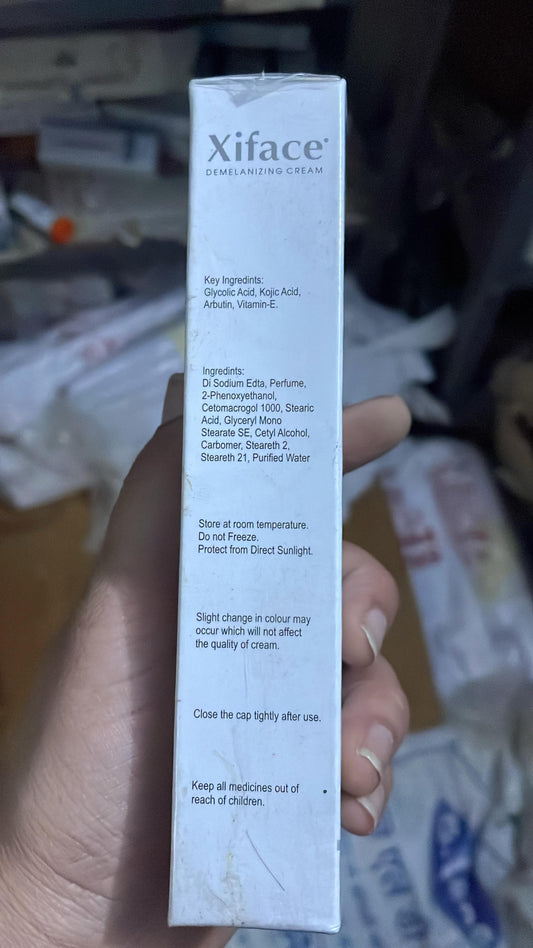 Xiface
DEMELANIZING CREAM
Key Ingredints:
Glycolic Acid, Kojic Acid,
Arbutin, Vitamin-E.
Ingredints:
Di Sodium Edta, Perfume,
2-Phenoxyethanol,
Cetomacrogol 1000, Stearic
Acid, Glyceryl Mono
Stearate SE, Cetyl Alcohol,
Carbomer, Steareth 2,
Steareth 21, Purified Water
Store at room temperature.
Do not Freeze.
Protect from Direct Sunlight.
Slight change in colour may
occur which will not affect
the quality of cream.
Close the cap tightly after use.
Keep all medicines out of
reach of children.